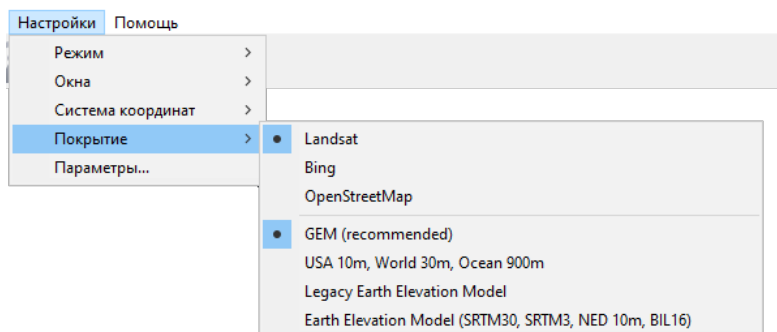 Настройки Помощь
Режим
Окна
Система координат
Покрытие
Параметры...
Landsat
Bing
OpenStreetMap
GEM (recommended)
USA 10m, World 30m, Ocean 900m
Legacy Earth Elevation Model
Earth Elevation Model (SRTM30, SRTM3, NED 10m, BIL16)